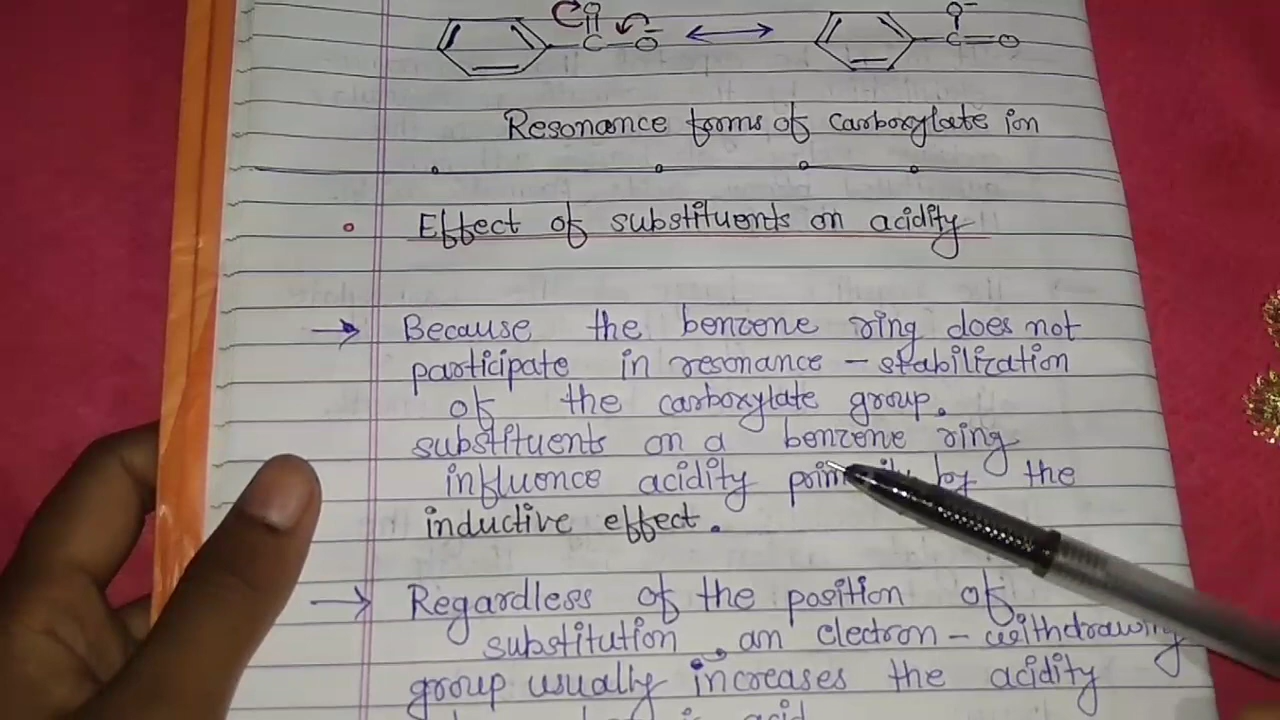 O
C — O⁻ ↔ C = O
O⁻
Resonance forms of carboxylate ion
Effect of substituents on acidity
→ Because the benzene ring does not
participate in resonance – stabilization
of the carboxylate group.
substituents on a benzene ring
influence acidity by the
inductive effect.
→ Regardless of the position of
substitution, an electron – withdrawing
group usually increases the acidity
acid